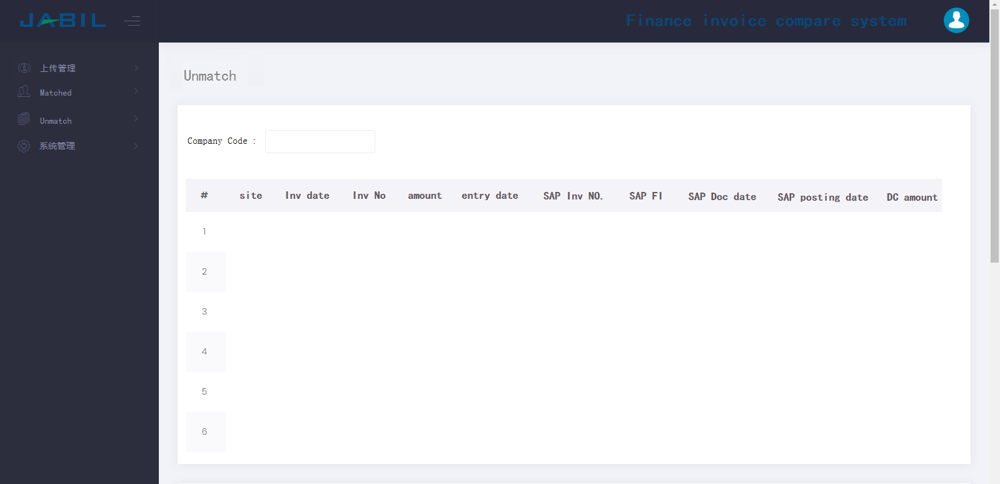 JABIL
Finance invoice compare system
上传管理
Matched
Unmatch
系统管理
Unmatch
Company Code :
# site Inv date Inv No amount entry date SAP Inv NO. SAP FI SAP Doc date SAP posting date DC amount
1
2
3
4
5
6